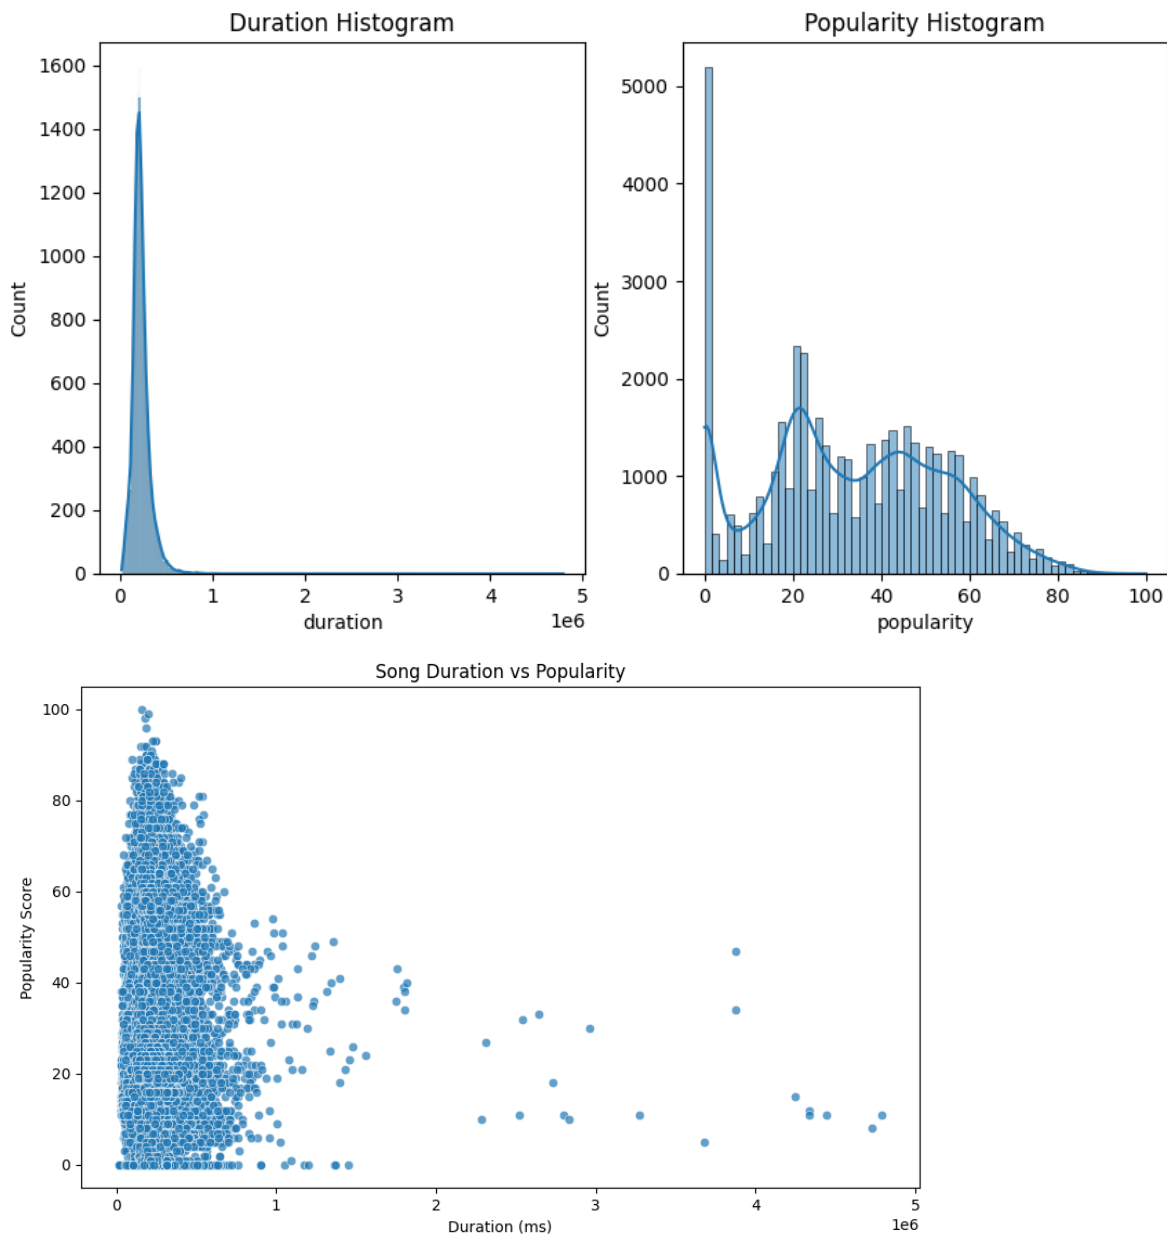 Duration Histogram
1600
1400
1200
1000
800
600
400
200
0
Count
0 1 2 3 4 5
1e6
duration
Popularity Histogram
5000
4000
3000
2000
1000
0
Count
0 20 40 60 80 100
popularity
Song Duration vs Popularity
100
80
60
40
20
0
Popularity Score
0 1 2 3 4 5
1e6
Duration (ms)